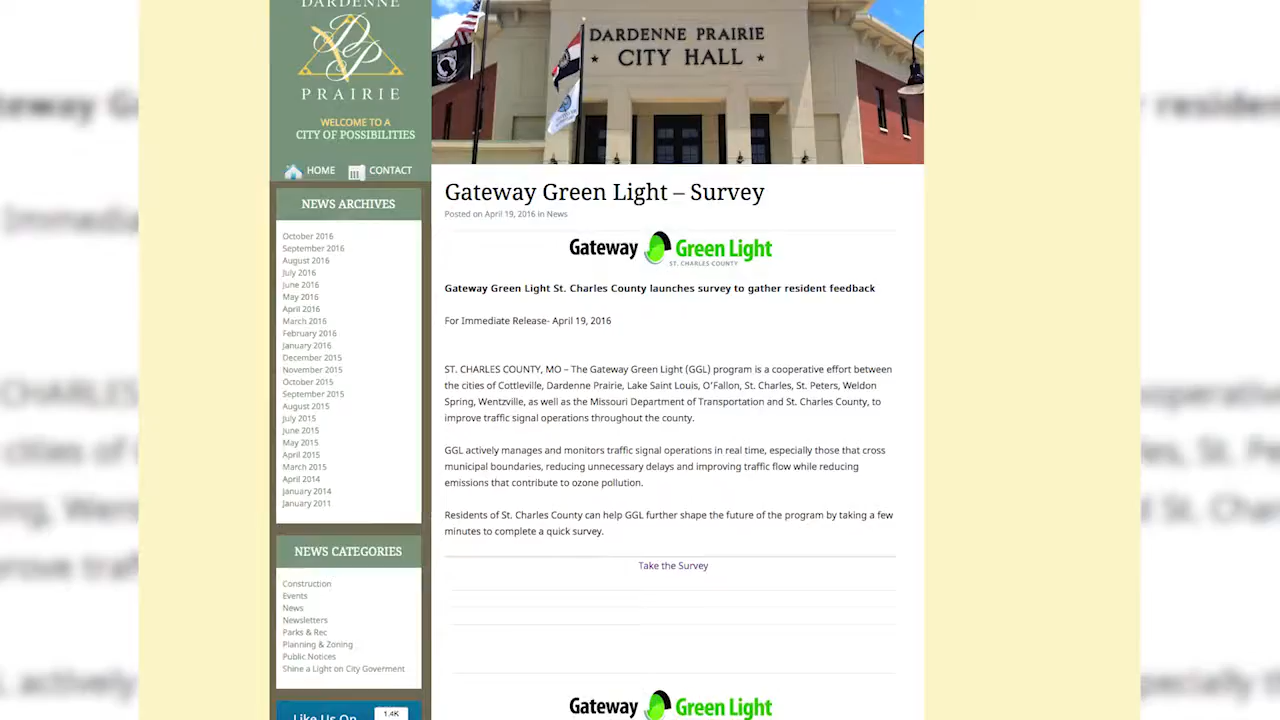 DARDENNE
PRAIRIE
WELCOME TO A
CITY OF POSSIBILITIES
HOME CONTACT
NEWS ARCHIVES
October 2016
September 2016
August 2016
July 2016
June 2016
May 2016
April 2016
March 2016
February 2016
January 2016
December 2015
November 2015
October 2015
September 2015
August 2015
July 2015
June 2015
May 2015
April 2015
March 2015
April 2014
January 2014
January 2011
NEWS CATEGORIES
Construction
Events
News
Newsletters
Parks & Rec
Planning & Zoning
Public Notices
Shine a Light on City Goverment
Like Us On
1.4K
DARDENNE PRAIRIE
CITY HALL
Gateway Green Light – Survey
Posted on April 19, 2016 in News
Gateway Green Light
ST. CHARLES COUNTY
Gateway Green Light St. Charles County launches survey to gather resident feedback
For Immediate Release- April 19, 2016
ST. CHARLES COUNTY, MO – The Gateway Green Light (GGL) program is a cooperative effort between
the cities of Cottleville, Dardenne Prairie, Lake Saint Louis, O’Fallon, St. Charles, St. Peters, Weldon
Spring, Wentzville, as well as the Missouri Department of Transportation and St. Charles County, to
improve traffic signal operations throughout the county.
GGL actively manages and monitors traffic signal operations in real time, especially those that cross
municipal boundaries, reducing unnecessary delays and improving traffic flow while reducing
emissions that contribute to ozone pollution.
Residents of St. Charles County can help GGL further shape the future of the program by taking a few
minutes to complete a quick survey.
Take the Survey
Gateway Green Light